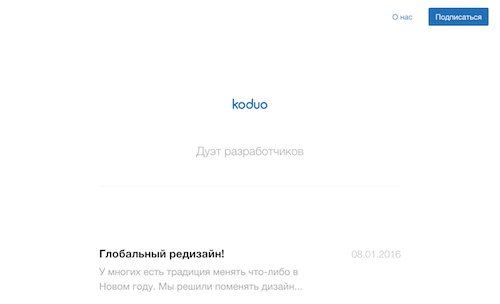 О нас
Подписаться
koduo
Дуэт разработчиков
Глобальный редизайн!
08.01.2016
У многих есть традиция менять что-либо в
Новом году. Мы решили поменять дизайн...